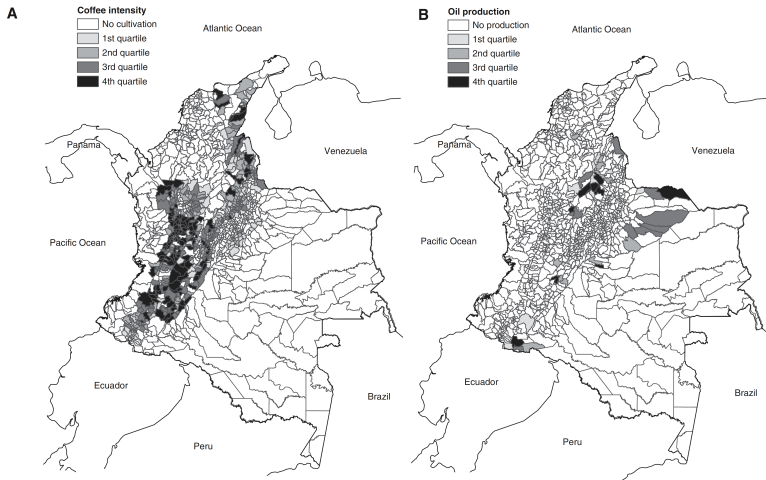 A
Coffee intensity
No cultivation
1st quartile
2nd quartile
3rd quartile
4th quartile
Atlantic Ocean
Panama
Venezuela
Pacific Ocean
Ecuador
Brazil
Peru
B
Oil production
No production
1st quartile
2nd quartile
3rd quartile
4th quartile
Atlantic Ocean
Panama
Venezuela
Pacific Ocean
Ecuador
Brazil
Peru